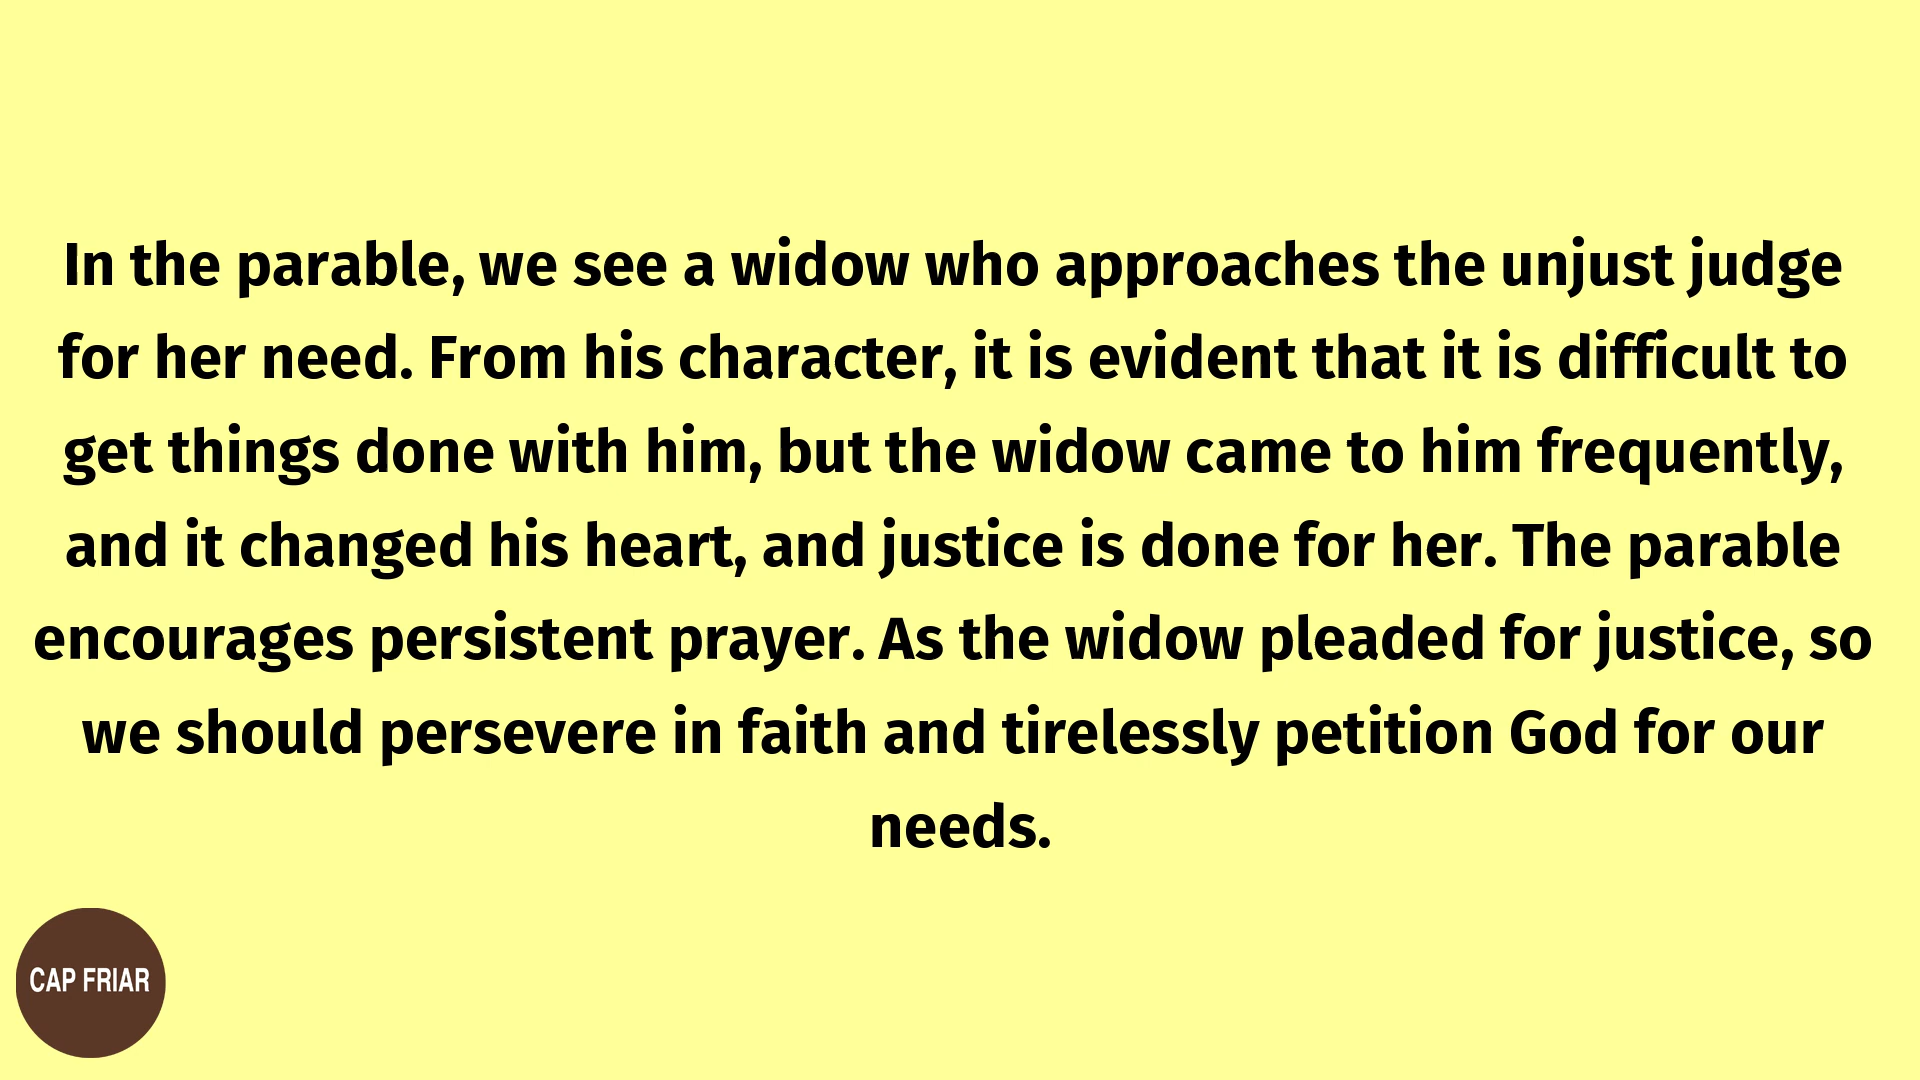 In the parable, we see a widow who approaches the unjust judge
for her need. From his character, it is evident that it is difficult to
get things done with him, but the widow came to him frequently,
and it changed his heart, and justice is done for her. The parable
encourages persistent prayer. As the widow pleaded for justice, so
we should persevere in faith and tirelessly petition God for our
needs.
CAP FRIAR